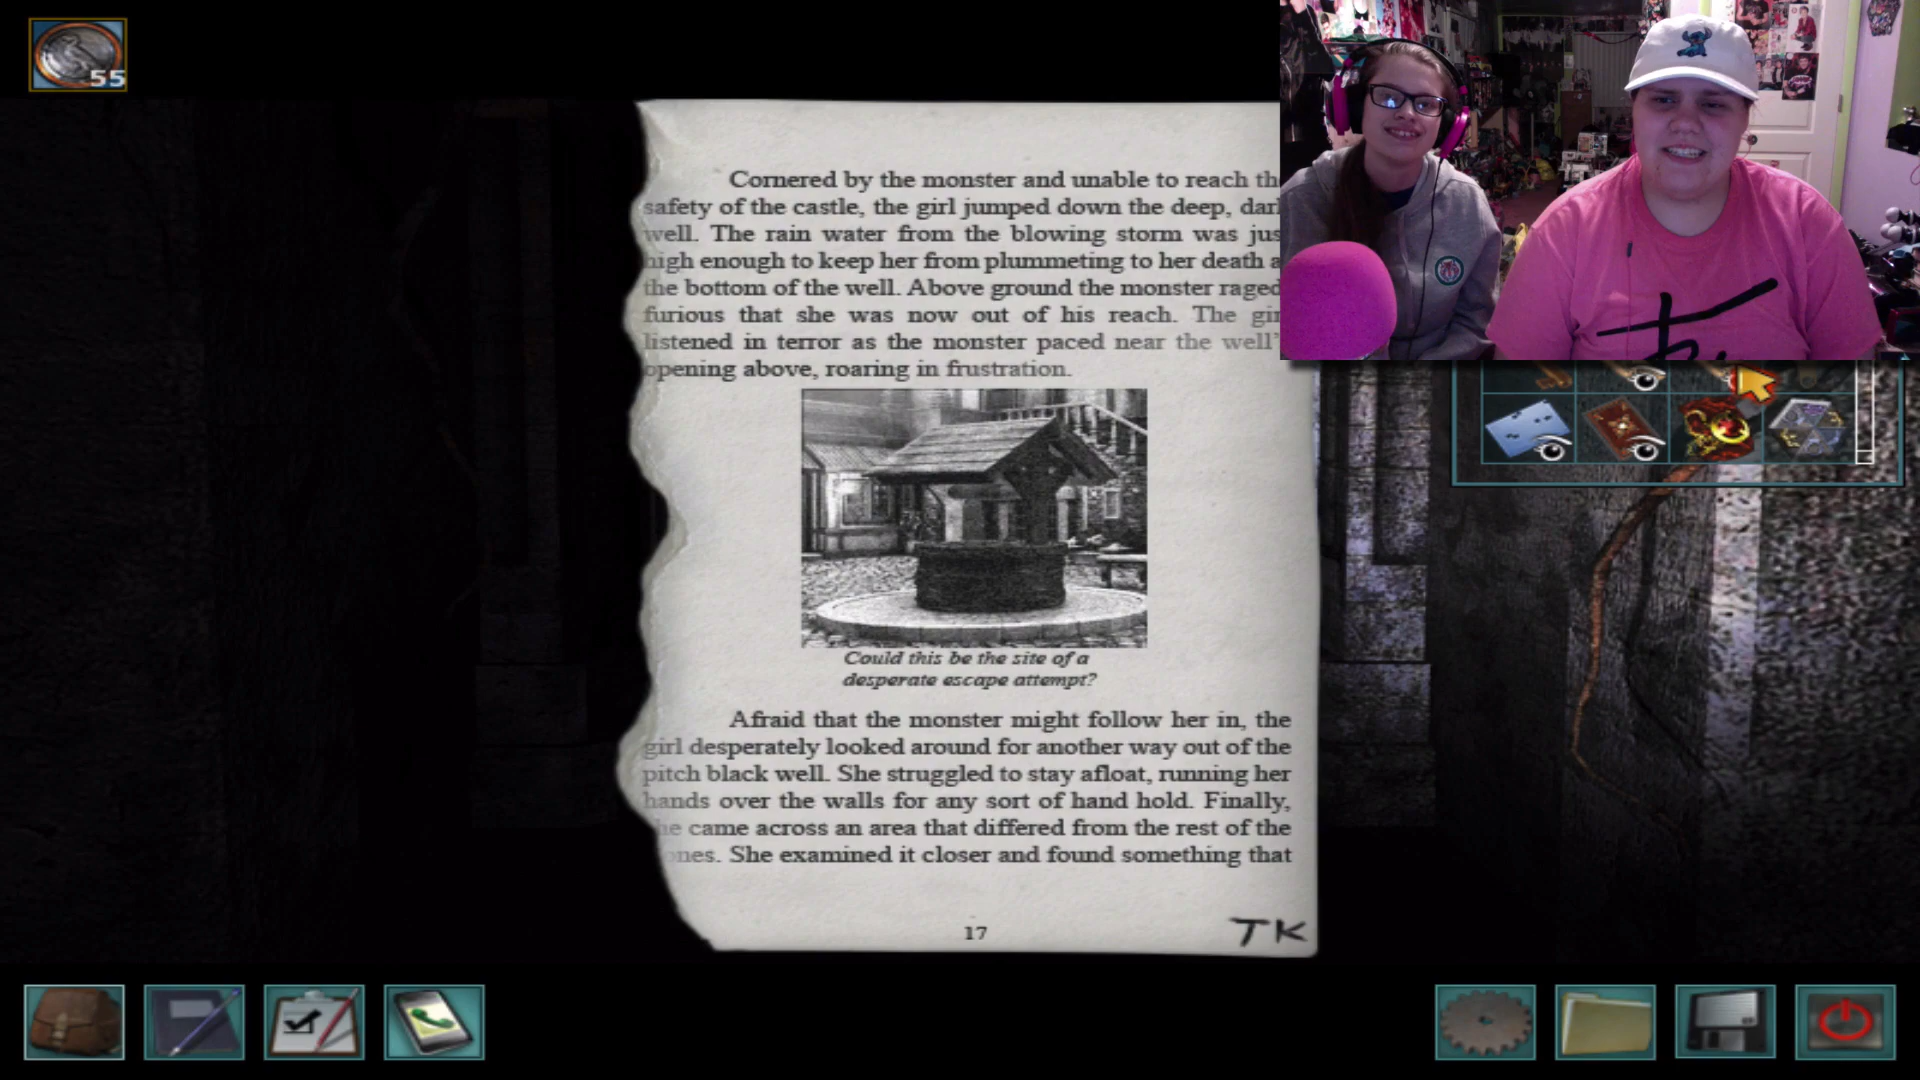 55
Cornered by the monster and unable to reach
safety of the castle, the girl jumped down the deep,
well. The rain water from the blowing storm was
high enough to keep her from plummeting to her death
the bottom of the well. Above ground the monster raged
furious that she was now out of his reach. The
listened in terror as the monster paced near the well'
opening above, roaring in frustration.
Could this be the site of a
desperate escape attempt?
Afraid that the monster might follow her in, the
girl desperately looked around for another way out of the
pitch black well. She struggled to stay afloat, running her
hands over the walls for any sort of hand hold. Finally,
he came across an area that differed from the rest of the
ones. She examined it closer and found something that
17
TK